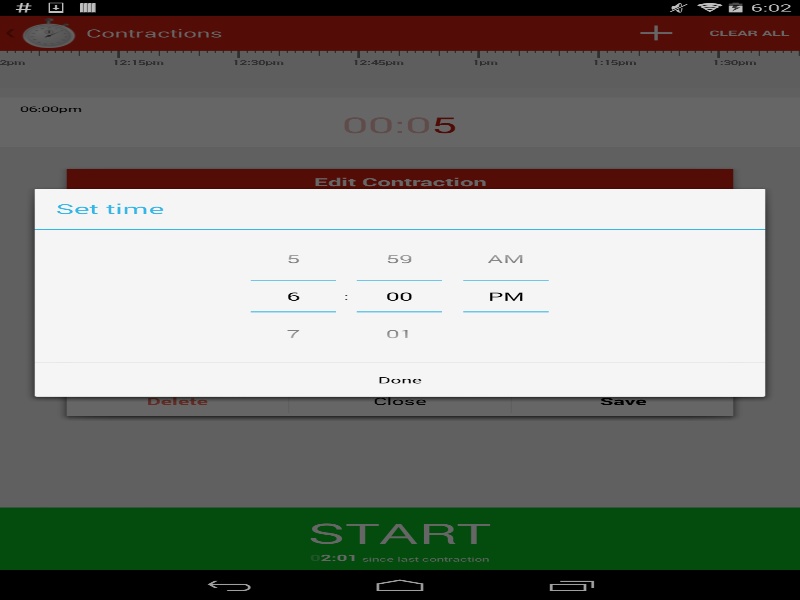 # 6:02
Contractions CLEAR ALL
2pm 12:15pm 12:30pm 12:45pm 1pm 1:15pm 1:30pm
06:00pm
00:05
Edit Contraction
Set time
5 59 AM
6 : 00 PM
7 01
Done
Delete Close Save
START
02:01 since last contraction